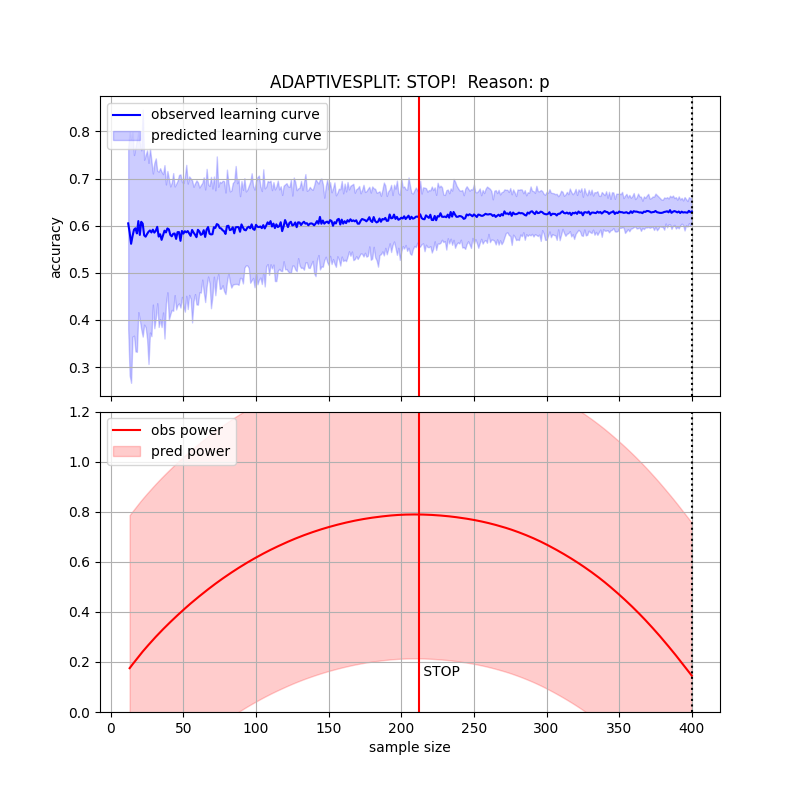 ADAPTIVESPLIT: STOP!  Reason: p
observed learning curve
predicted learning curve
accuracy
0.8
0.7
0.6
0.5
0.4
0.3
obs power
pred power
1.2
1.0
0.8
0.6
0.4
0.2
0.0
STOP
0 50 100 150 200 250 300 350 400
sample size